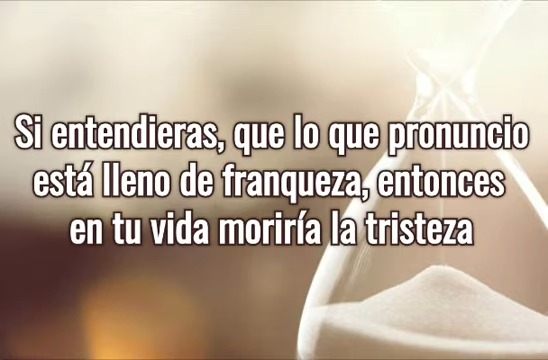 Si entendieras, que lo que pronuncio
está lleno de franqueza, entonces
en tu vida moriría la tristeza